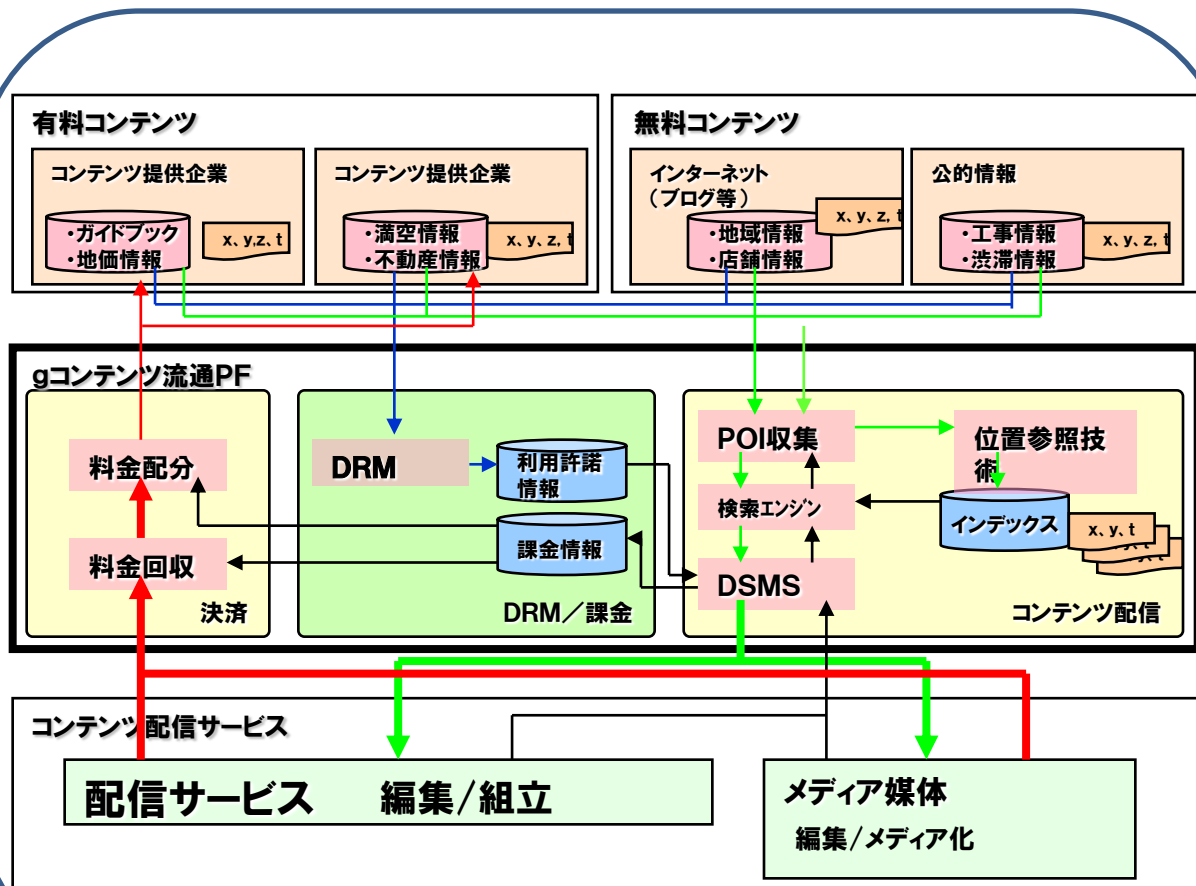 有料コンテンツ
コンテンツ提供企業
・ガイドブック
・地価情報
x、y,z、t
コンテンツ提供企業
・満空情報
・不動産情報
x、y、z、t
無料コンテンツ
インターネット
（ブログ等）
・地域情報
・店舗情報
x、y、z、t
公的情報
・工事情報
・渋滞情報
x、y、z、t
gコンテンツ流通PF
料金配分
料金回収
決済
DRM
利用許諾
情報
課金情報
DRM／課金
POI収集
検索エンジン
DSMS
位置参照技
術
インデックス
x、y、t
コンテンツ配信
コンテンツ配信サービス
配信サービス 編集/組立
メディア媒体
編集/メディア化